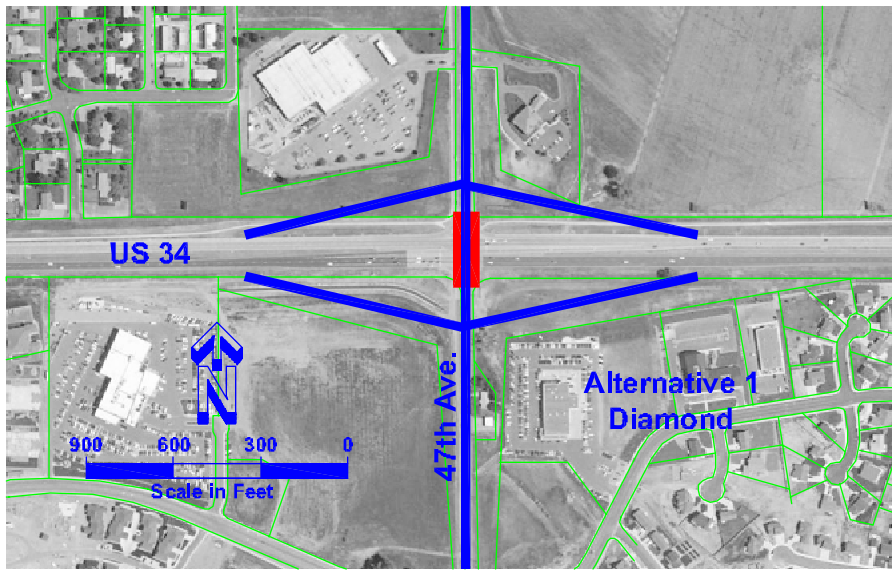 US 34
N
47th Ave.
Alternative 1
Diamond
900 600 300 0
Scale in Feet